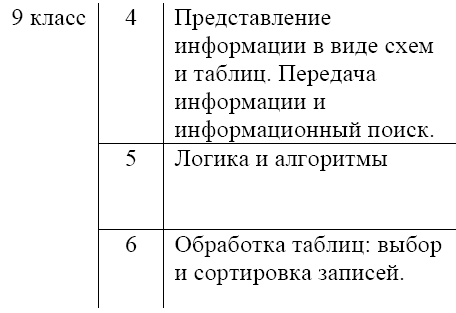 9 класс 4 Представление
информации в виде схем
и таблиц. Передача
информации и
информационный поиск.
5 Логика и алгоритмы
6 Обработка таблиц: выбор
и сортировка записей.